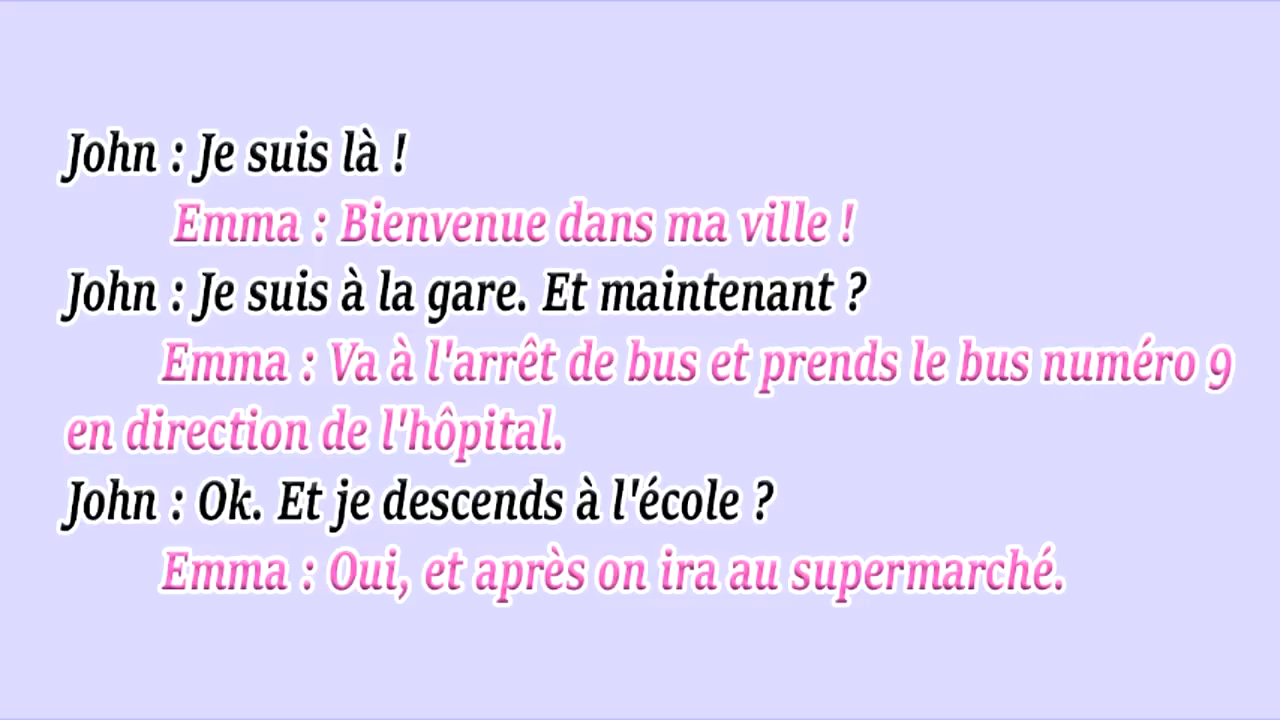 John : Je suis là !
Emma : Bienvenue dans ma ville !
John : Je suis à la gare. Et maintenant ?
Emma : Va à l'arrêt de bus et prends le bus numéro 9
en direction de l'hôpital.
John : Ok. Et je descends à l'école ?
Emma : Oui, et après on ira au supermarché.